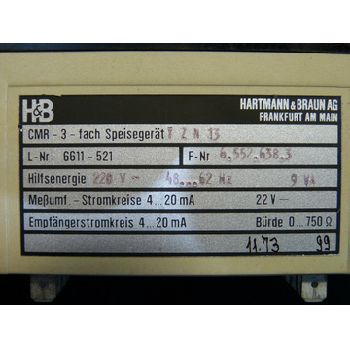 H&B HARTMANN & BRAUN AG
FRANKFURT AM MAIN
CMR-3-fach Speisegerät T Z N 13
L-Nr 6611-521 F-Nr 6.552.638.3
Hilfsenergie 220 V ~ 48...62 Hz 9 VA
Meßumf.-Stromkreise 4...20 mA 22 V-
Empfängerstromkreis 4...20 mA Bürde 0...750 Ω
11.73 99